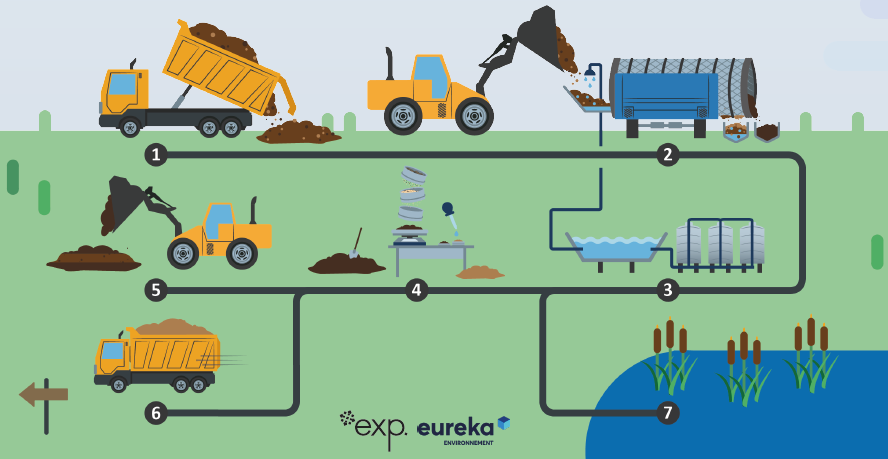 1
2
5
4
3
6
7
exp.
eureka
ENVIRONNEMENT